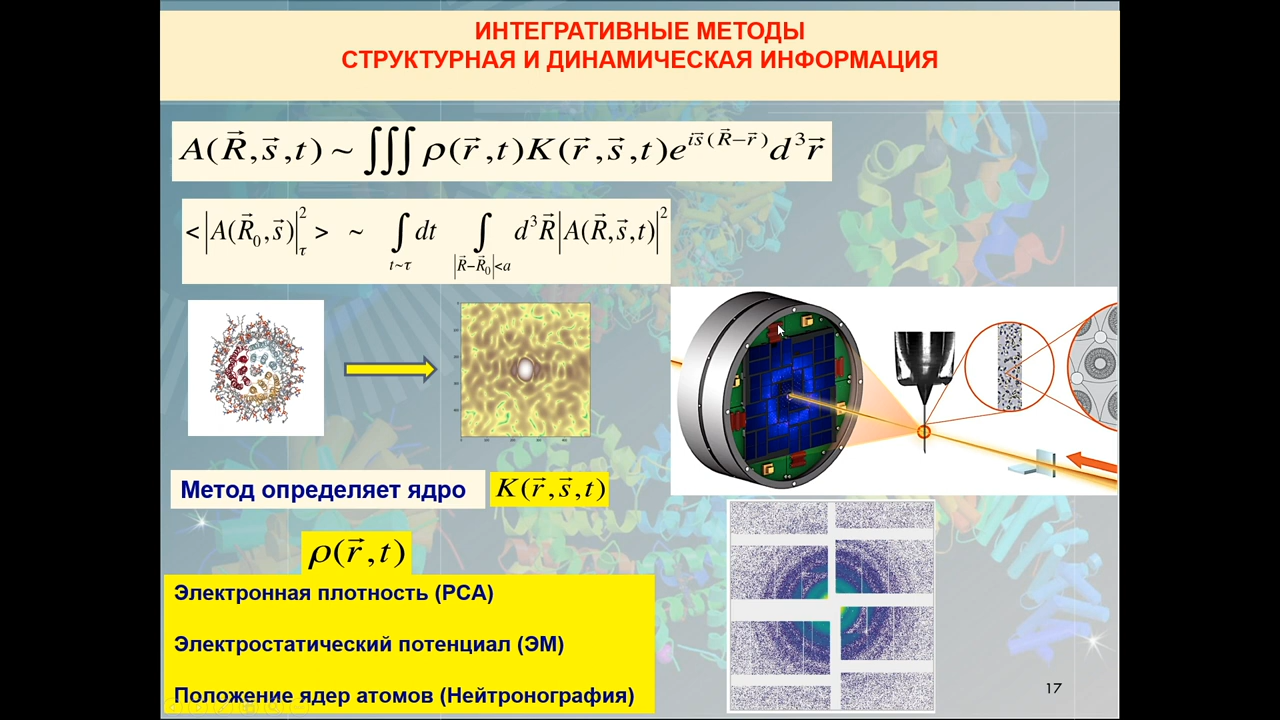 ИНТЕГРАТИВНЫЕ МЕТОДЫ
СТРУКТУРНАЯ И ДИНАМИЧЕСКАЯ ИНФОРМАЦИЯ
A(R⃗,s⃗,t) ~ ∫∫∫ρ(r⃗,t)K(r⃗,s⃗,t)e^{is⃗(R⃗−r⃗)}d³r⃗
<|A(R⃗₀,s⃗)|²_τ> ~ ∫_{t~τ} dt ∫_{|R⃗−R⃗₀|<a} d³R⃗|A(R⃗,s⃗,t)|²
Метод определяет ядро K(r⃗,s⃗,t)
ρ(r⃗,t)
Электронная плотность (РСА)
Электростатический потенциал (ЭМ)
Положение ядер атомов (Нейтронография)
17